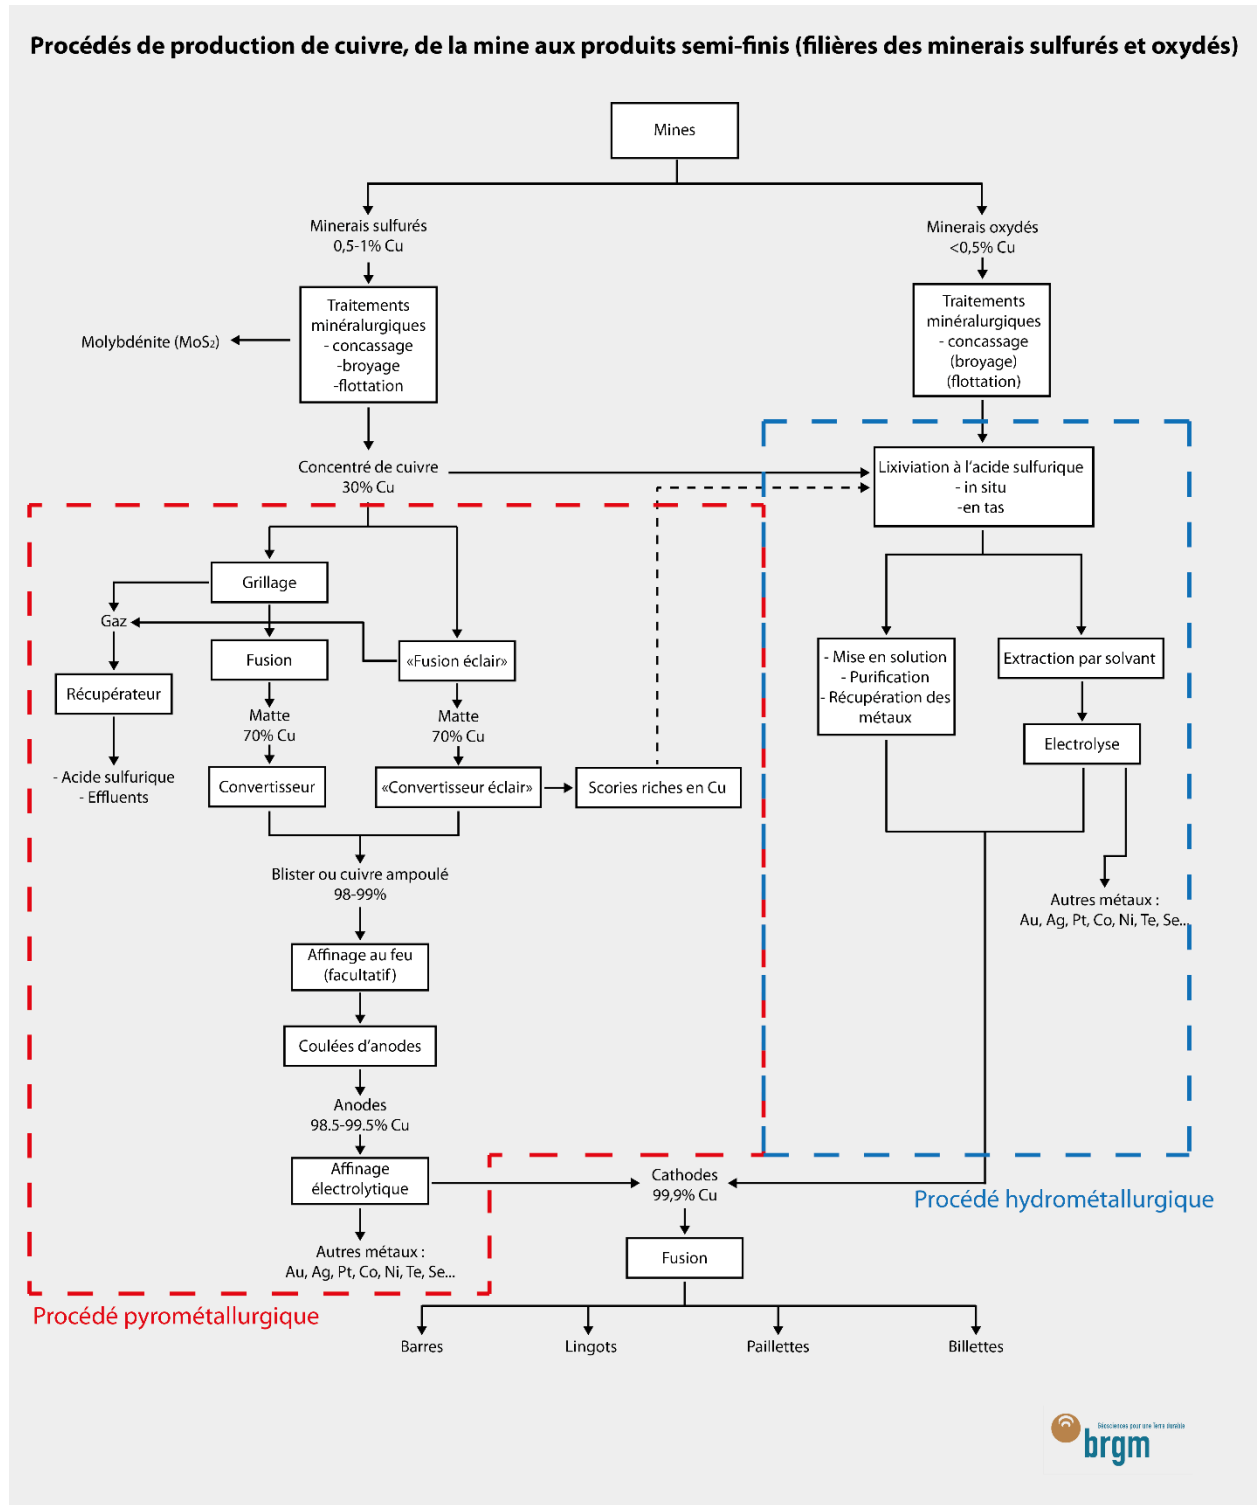 Procédés de production de cuivre, de la mine aux produits semi-finis (filières des minerais sulfurés et oxydés)
Mines
Minerais sulfurés
0,5-1% Cu
Minerais oxydés
<0,5% Cu
Traitements
minéralurgiques
- concassage
-broyage
-flottation
Molybdénite (MoS₂)
Traitements
minéralurgiques
- concassage
(broyage)
(flottation)
Concentré de cuivre
30% Cu
Lixiviation à l'acide sulfurique
- in situ
-en tas
Grillage
Gaz
Fusion
«Fusion éclair»
Récupérateur
- Mise en solution
- Purification
- Récupération des
métaux
Extraction par solvant
Matte
70% Cu
Matte
70% Cu
Electrolyse
- Acide sulfurique
- Effluents
Convertisseur
«Convertisseur éclair»
Scories riches en Cu
Blister ou cuivre ampoulé
98-99%
Autres métaux :
Au, Ag, Pt, Co, Ni, Te, Se...
Affinage au feu
(facultatif)
Coulées d'anodes
Anodes
98.5-99.5% Cu
Affinage
électrolytique
Cathodes
99,9% Cu
Procédé hydrométallurgique
Autres métaux :
Au, Ag, Pt, Co, Ni, Te, Se...
Fusion
Procédé pyrométallurgique
Barres
Lingots
Paillettes
Billettes
Géosciences pour une Terre durable
brgm